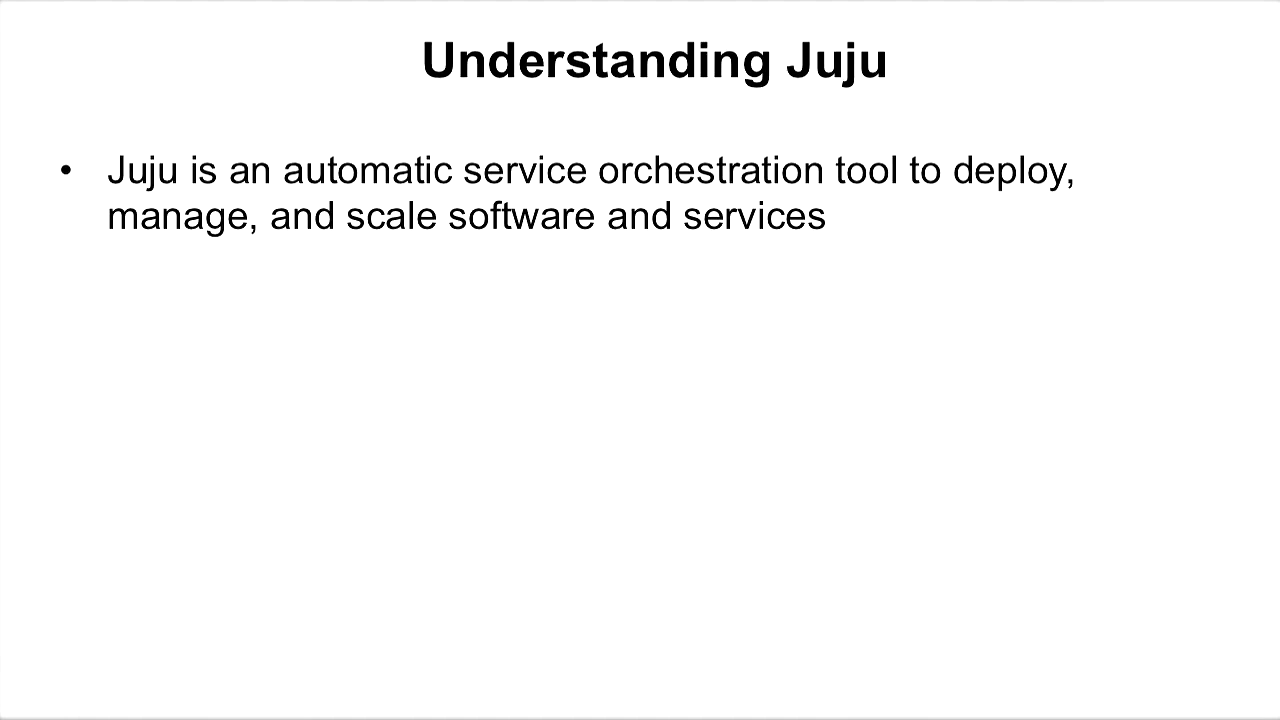 Understanding Juju
• Juju is an automatic service orchestration tool to deploy,
manage, and scale software and services